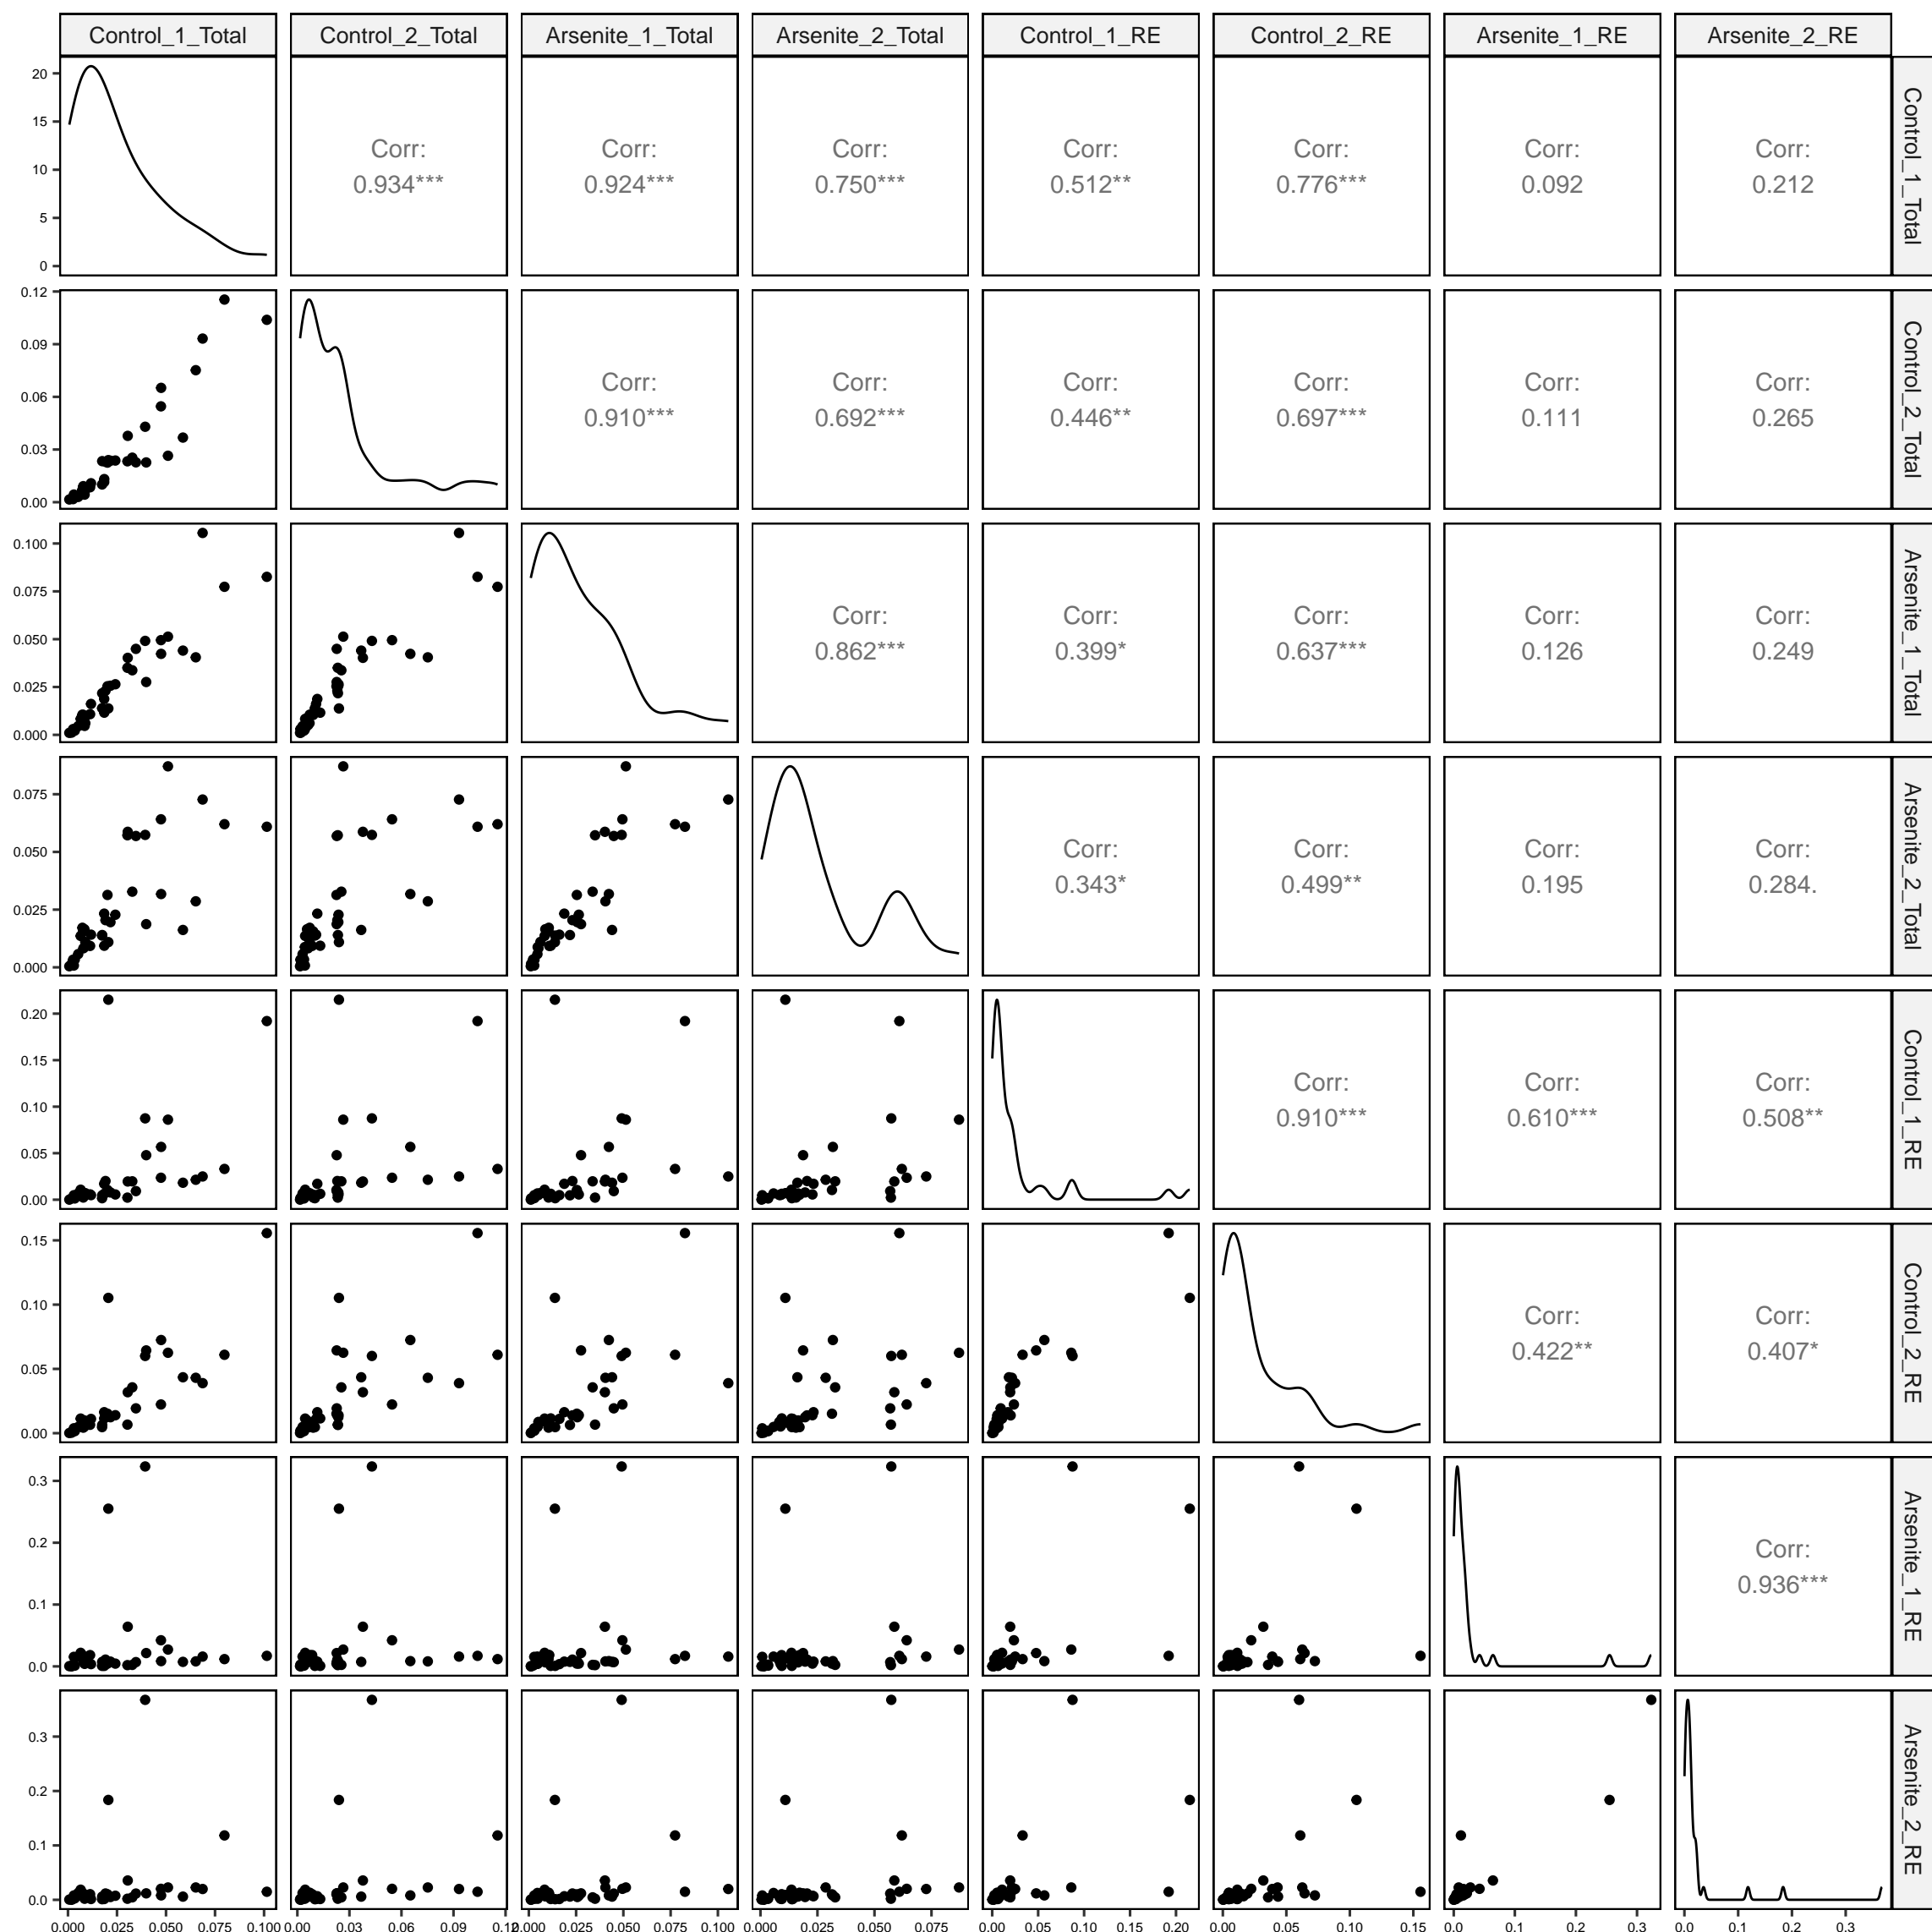 Control_1_Total Control_2_Total Arsenite_1_Total Arsenite_2_Total Control_1_RE Control_2_RE Arsenite_1_RE Arsenite_2_RE
20
15
10
5
0
Corr: Corr: Corr: Corr: Corr: Corr: Corr:
0.934*** 0.924*** 0.750*** 0.512** 0.776*** 0.092 0.212
Control_1_Total
0.12
0.09
0.06
0.03
0.00
Corr: Corr: Corr: Corr: Corr: Corr:
0.910*** 0.692*** 0.446** 0.697*** 0.111 0.265
Control_2_Total
0.100
0.075
0.050
0.025
0.000
Corr: Corr: Corr: Corr: Corr:
0.862*** 0.399* 0.637*** 0.126 0.249
Arsenite_1_Total
0.075
0.050
0.025
0.000
Corr: Corr: Corr: Corr:
0.343* 0.499** 0.195 0.284.
Arsenite_2_Total
0.20
0.15
0.10
0.05
0.00
Corr: Corr: Corr:
0.910*** 0.610*** 0.508**
Control_1_RE
0.15
0.10
0.05
0.00
Corr: Corr:
0.422** 0.407*
Control_2_RE
0.3
0.2
0.1
0.0
Corr:
0.936***
Arsenite_1_RE
0.3
0.2
0.1
0.0
Arsenite_2_RE
0.000 0.025 0.050 0.075 0.100 0.00 0.03 0.06 0.09 0.12 0.000 0.025 0.050 0.075 0.100 0.000 0.025 0.050 0.075 0.00 0.05 0.10 0.15 0.20 0.00 0.05 0.10 0.15 0.0 0.1 0.2 0.3 0.0 0.1 0.2 0.3